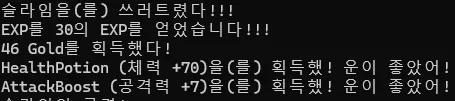 슬라임을(를) 쓰러트렸다!!!
EXP를 30의 EXP를 얻었습니다!!!
46 Gold를 획득했다!
HealthPotion (체력 +70)을(를) 획득했! 운이 좋았어!
AttackBoost (공격력 +7)을(를) 획득했! 운이 좋았어!